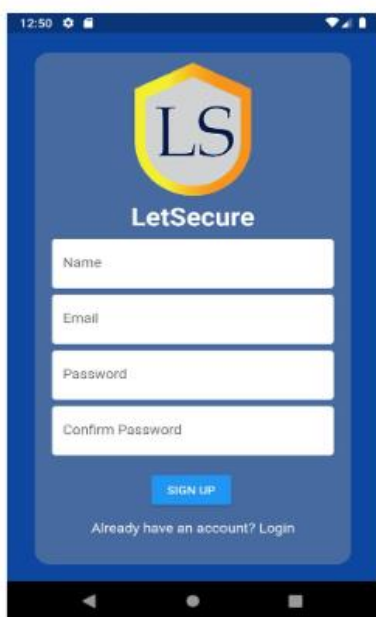 12:50
LS
LetSecure
Name
Email
Password
Confirm Password
SIGN UP
Already have an account? Login